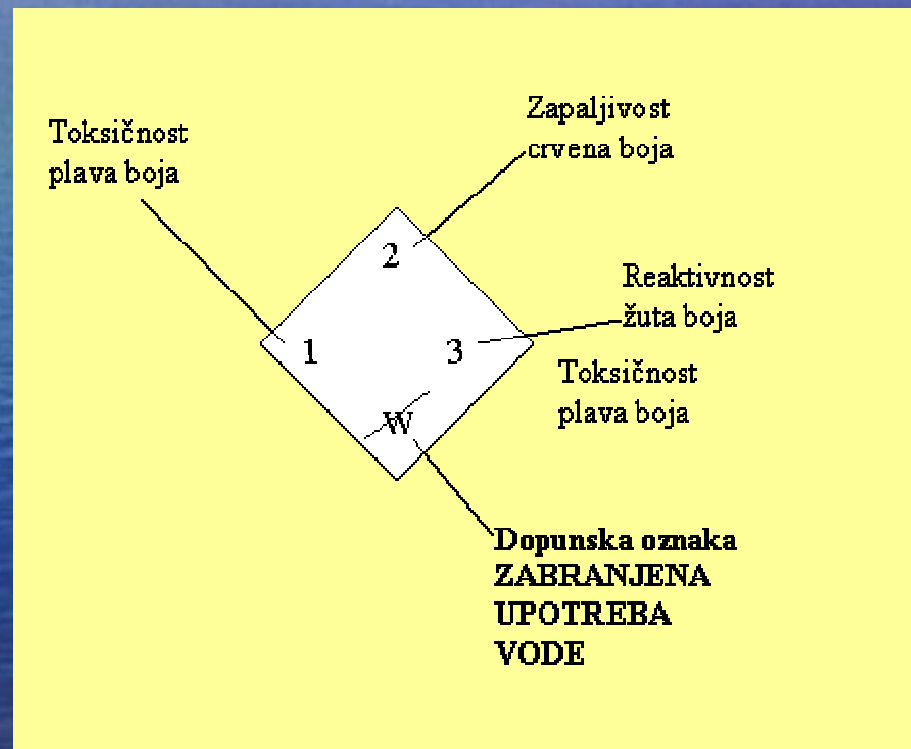 Zapaljivost
crvena boja
Toksičnost
plava boja
2
Reaktivnost
žuta boja
1
3
Toksičnost
plava boja
W
Dopunska oznaka
ZABRANJENA
UPOTREBA
VODE